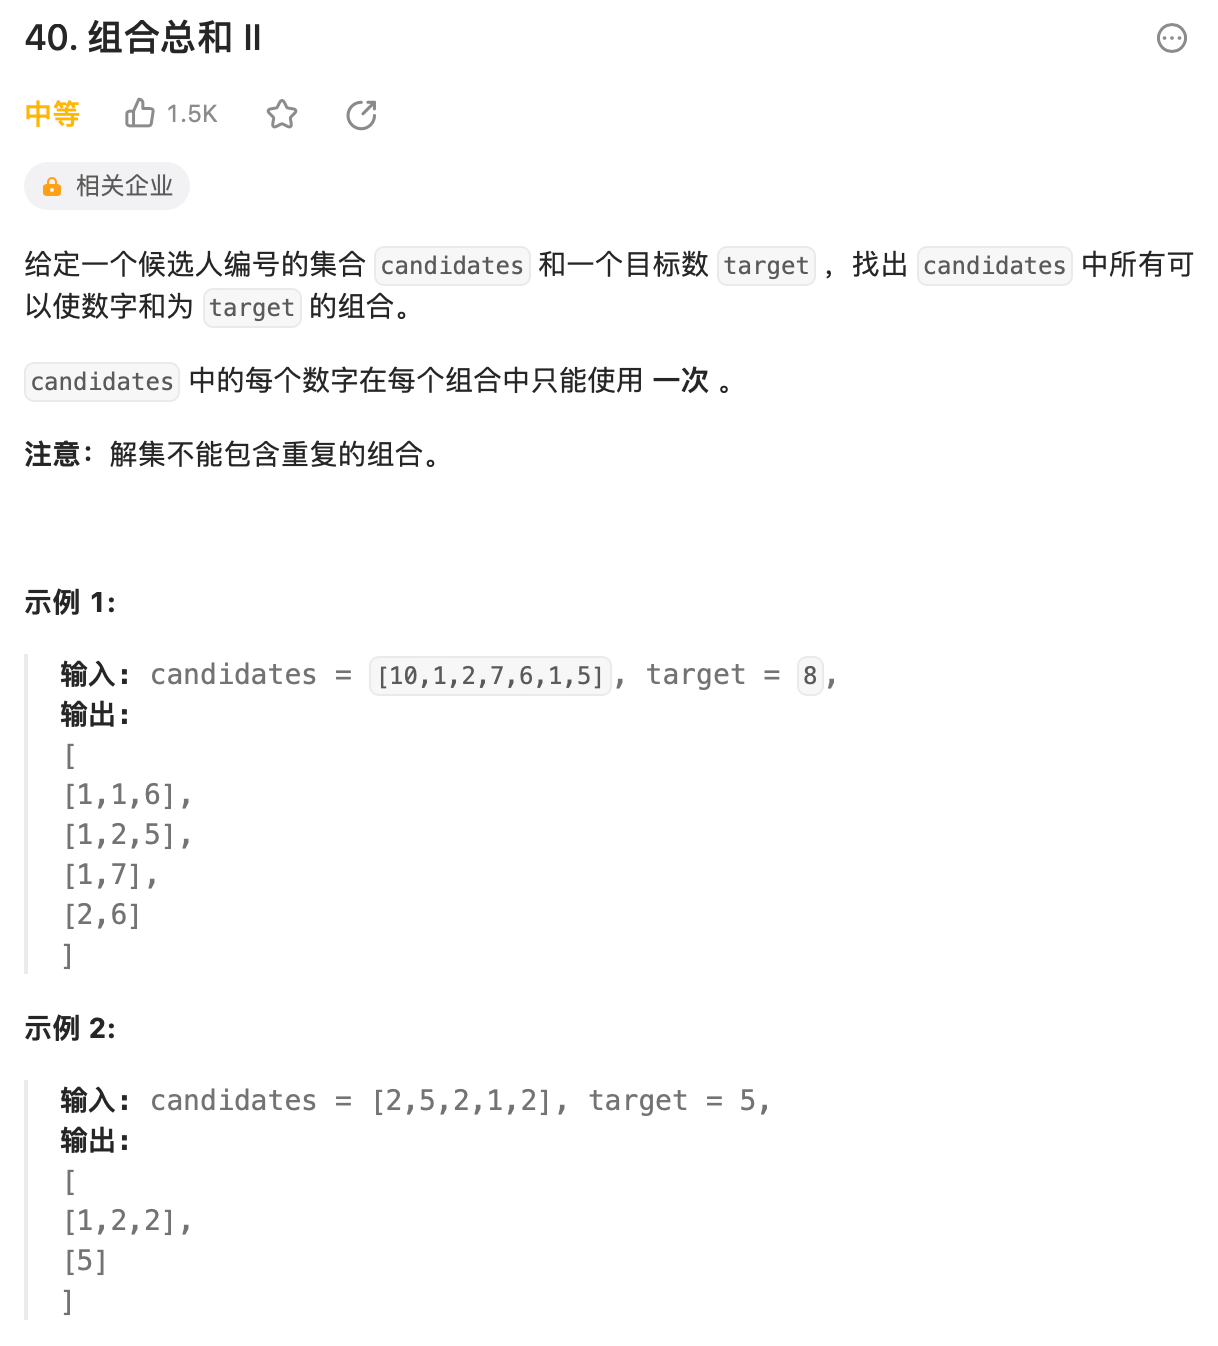 40. 组合总和 II
中等 1.5K
相关企业
给定一个候选人编号的集合 candidates 和一个目标数 target ，找出 candidates 中所有可
以使数字和为 target 的组合。
candidates 中的每个数字在每个组合中只能使用 一次 。
注意：解集不能包含重复的组合。
示例 1:
输入: candidates = [10,1,2,7,6,1,5], target = 8,
输出:
[
[1,1,6],
[1,2,5],
[1,7],
[2,6]
]
示例 2:
输入: candidates = [2,5,2,1,2], target = 5,
输出:
[
[1,2,2],
[5]
]